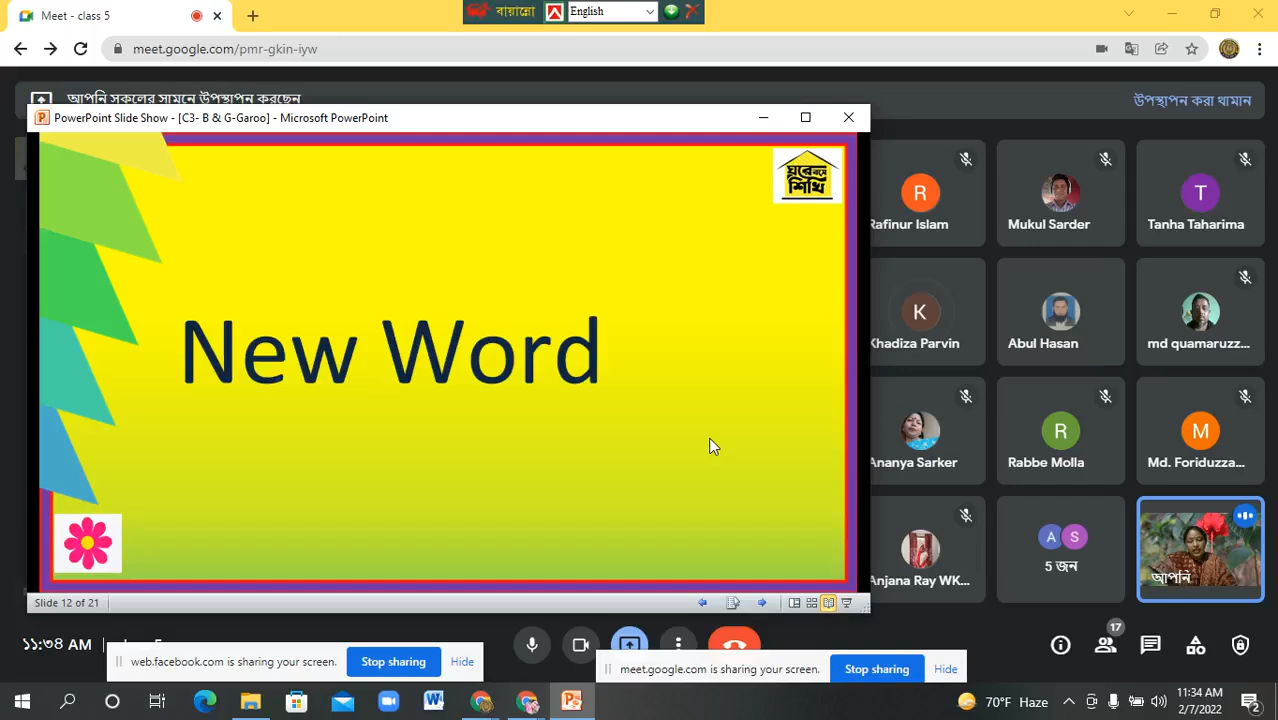 Meet - class 5
বায়ান্নো
English
meet.google.com/pmr-gkin-iyw
আপনি সকলের সামনে উপস্থাপন করছেন
উপস্থাপন করা থামান
PowerPoint Slide Show - [C3- B & G-Garoo] - Microsoft PowerPoint
ঘরে বসে
শিখি
New Word
R
Rafinur Islam
Mukul Sarder
T
Tanha Taharima
K
Khadiza Parvin
Abul Hasan
md quamaruzz...
Ananya Sarker
R
Rabbe Molla
M
Md. Foriduzza...
Anjana Ray WK...
A S
5 জন
আপনি
Slide 12 of 21
১১:৩৪ AM
17
web.facebook.com is sharing your screen.
Stop sharing
Hide
meet.google.com is sharing your screen.
Stop sharing
Hide
70°F Haze
11:34 AM
2/7/2022
2